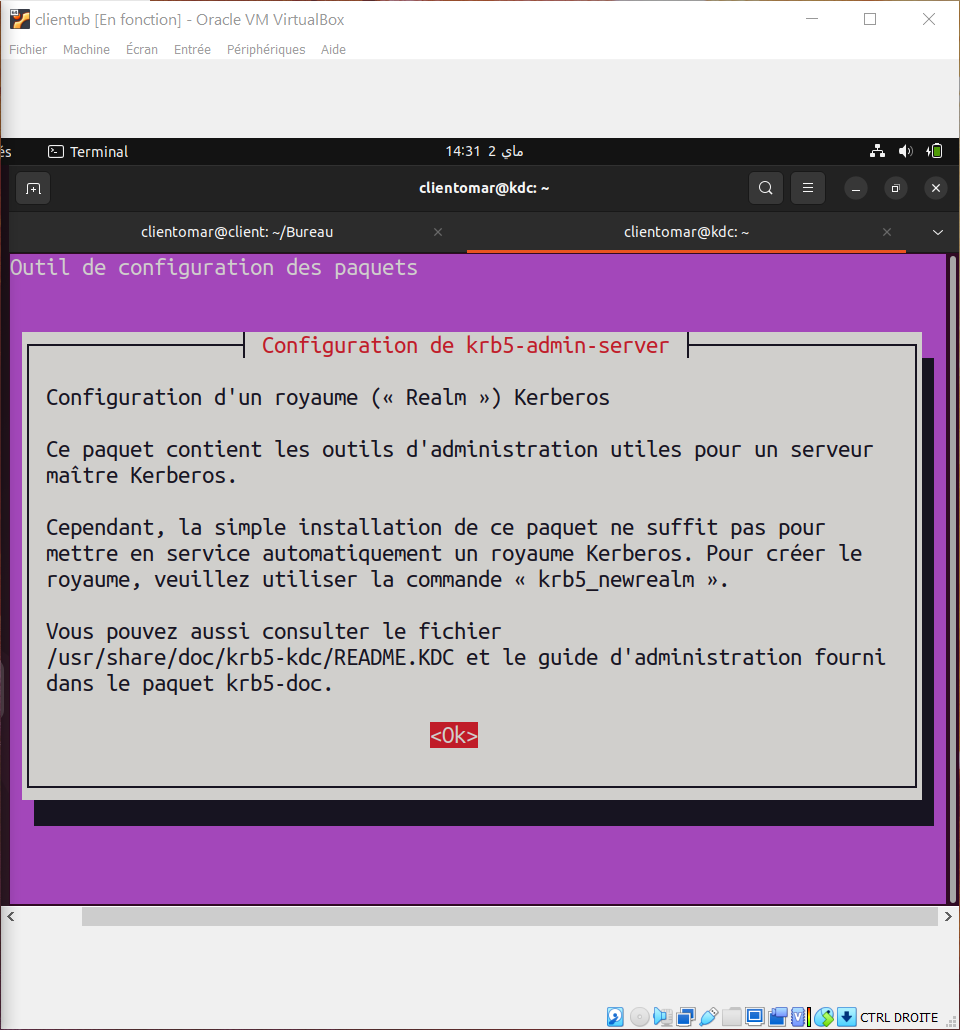 clientub [En fonction] - Oracle VM VirtualBox
Fichier Machine Écran Entrée Périphériques Aide
és Terminal 14:31 2 ماي
clientomar@kdc: ~
clientomar@client: ~/Bureau clientomar@kdc: ~
Outil de configuration des paquets
Configuration de krb5-admin-server
Configuration d'un royaume (« Realm ») Kerberos
Ce paquet contient les outils d'administration utiles pour un serveur
maître Kerberos.
Cependant, la simple installation de ce paquet ne suffit pas pour
mettre en service automatiquement un royaume Kerberos. Pour créer le
royaume, veuillez utiliser la commande « krb5_newrealm ».
Vous pouvez aussi consulter le fichier
/usr/share/doc/krb5-kdc/README.KDC et le guide d'administration fourni
dans le paquet krb5-doc.
<Ok>
CTRL DROITE